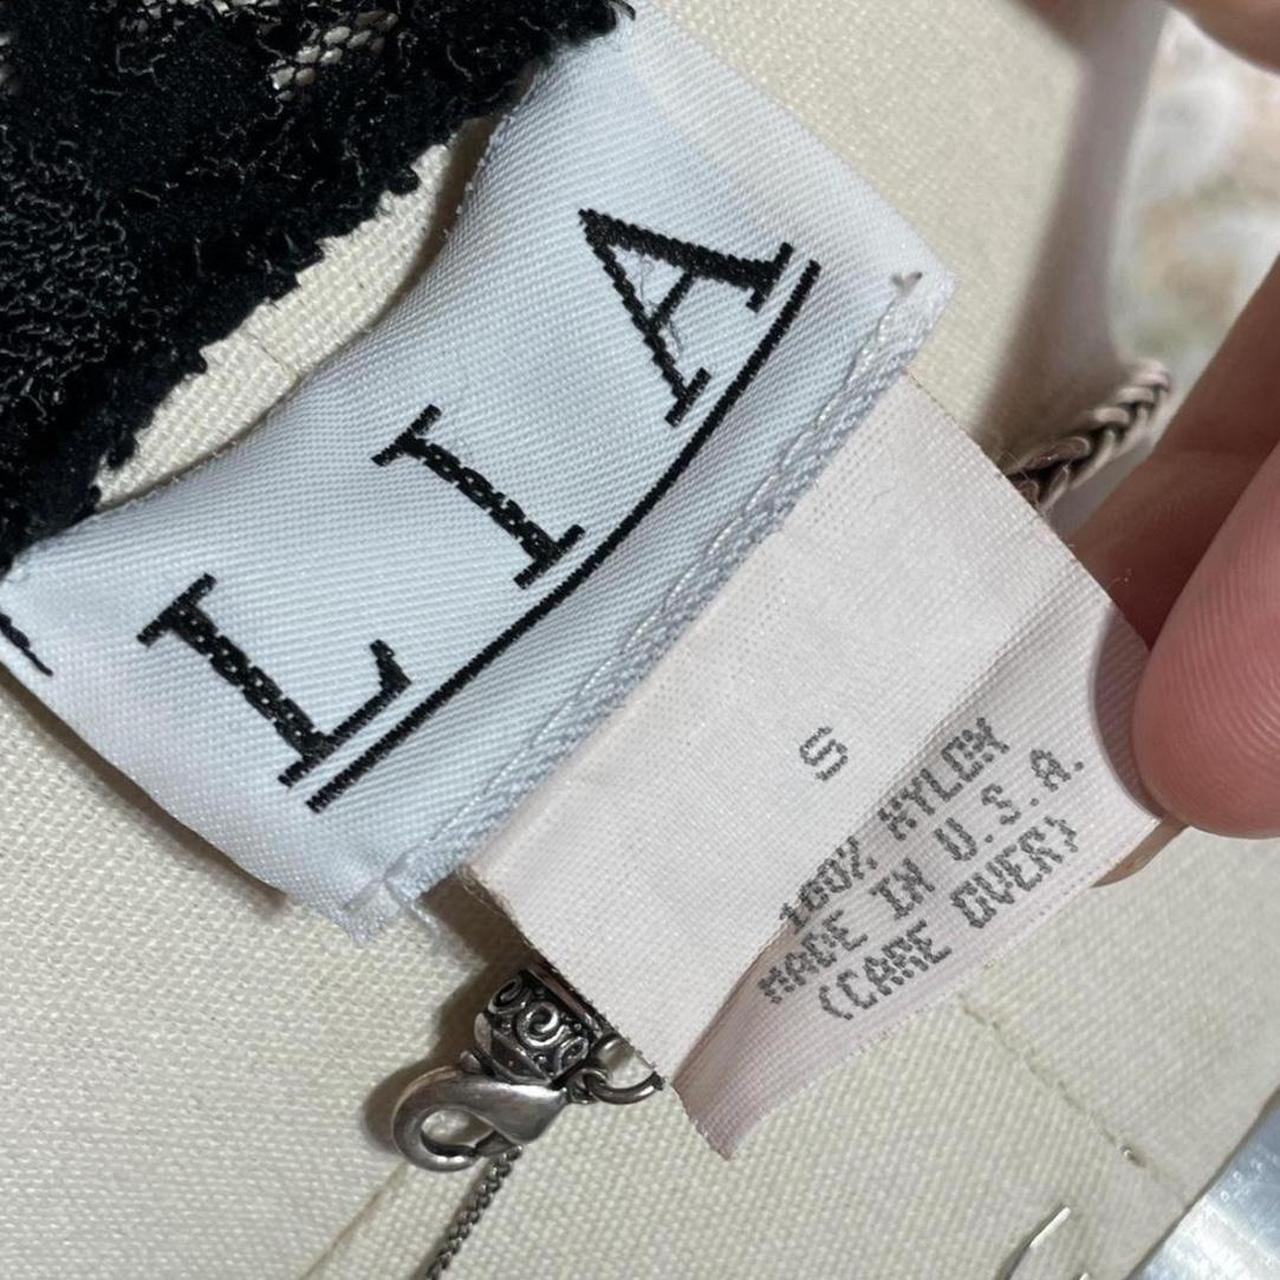 LIA
S
100% NYLON
MADE IN U.S.A.
(CARE OVER)